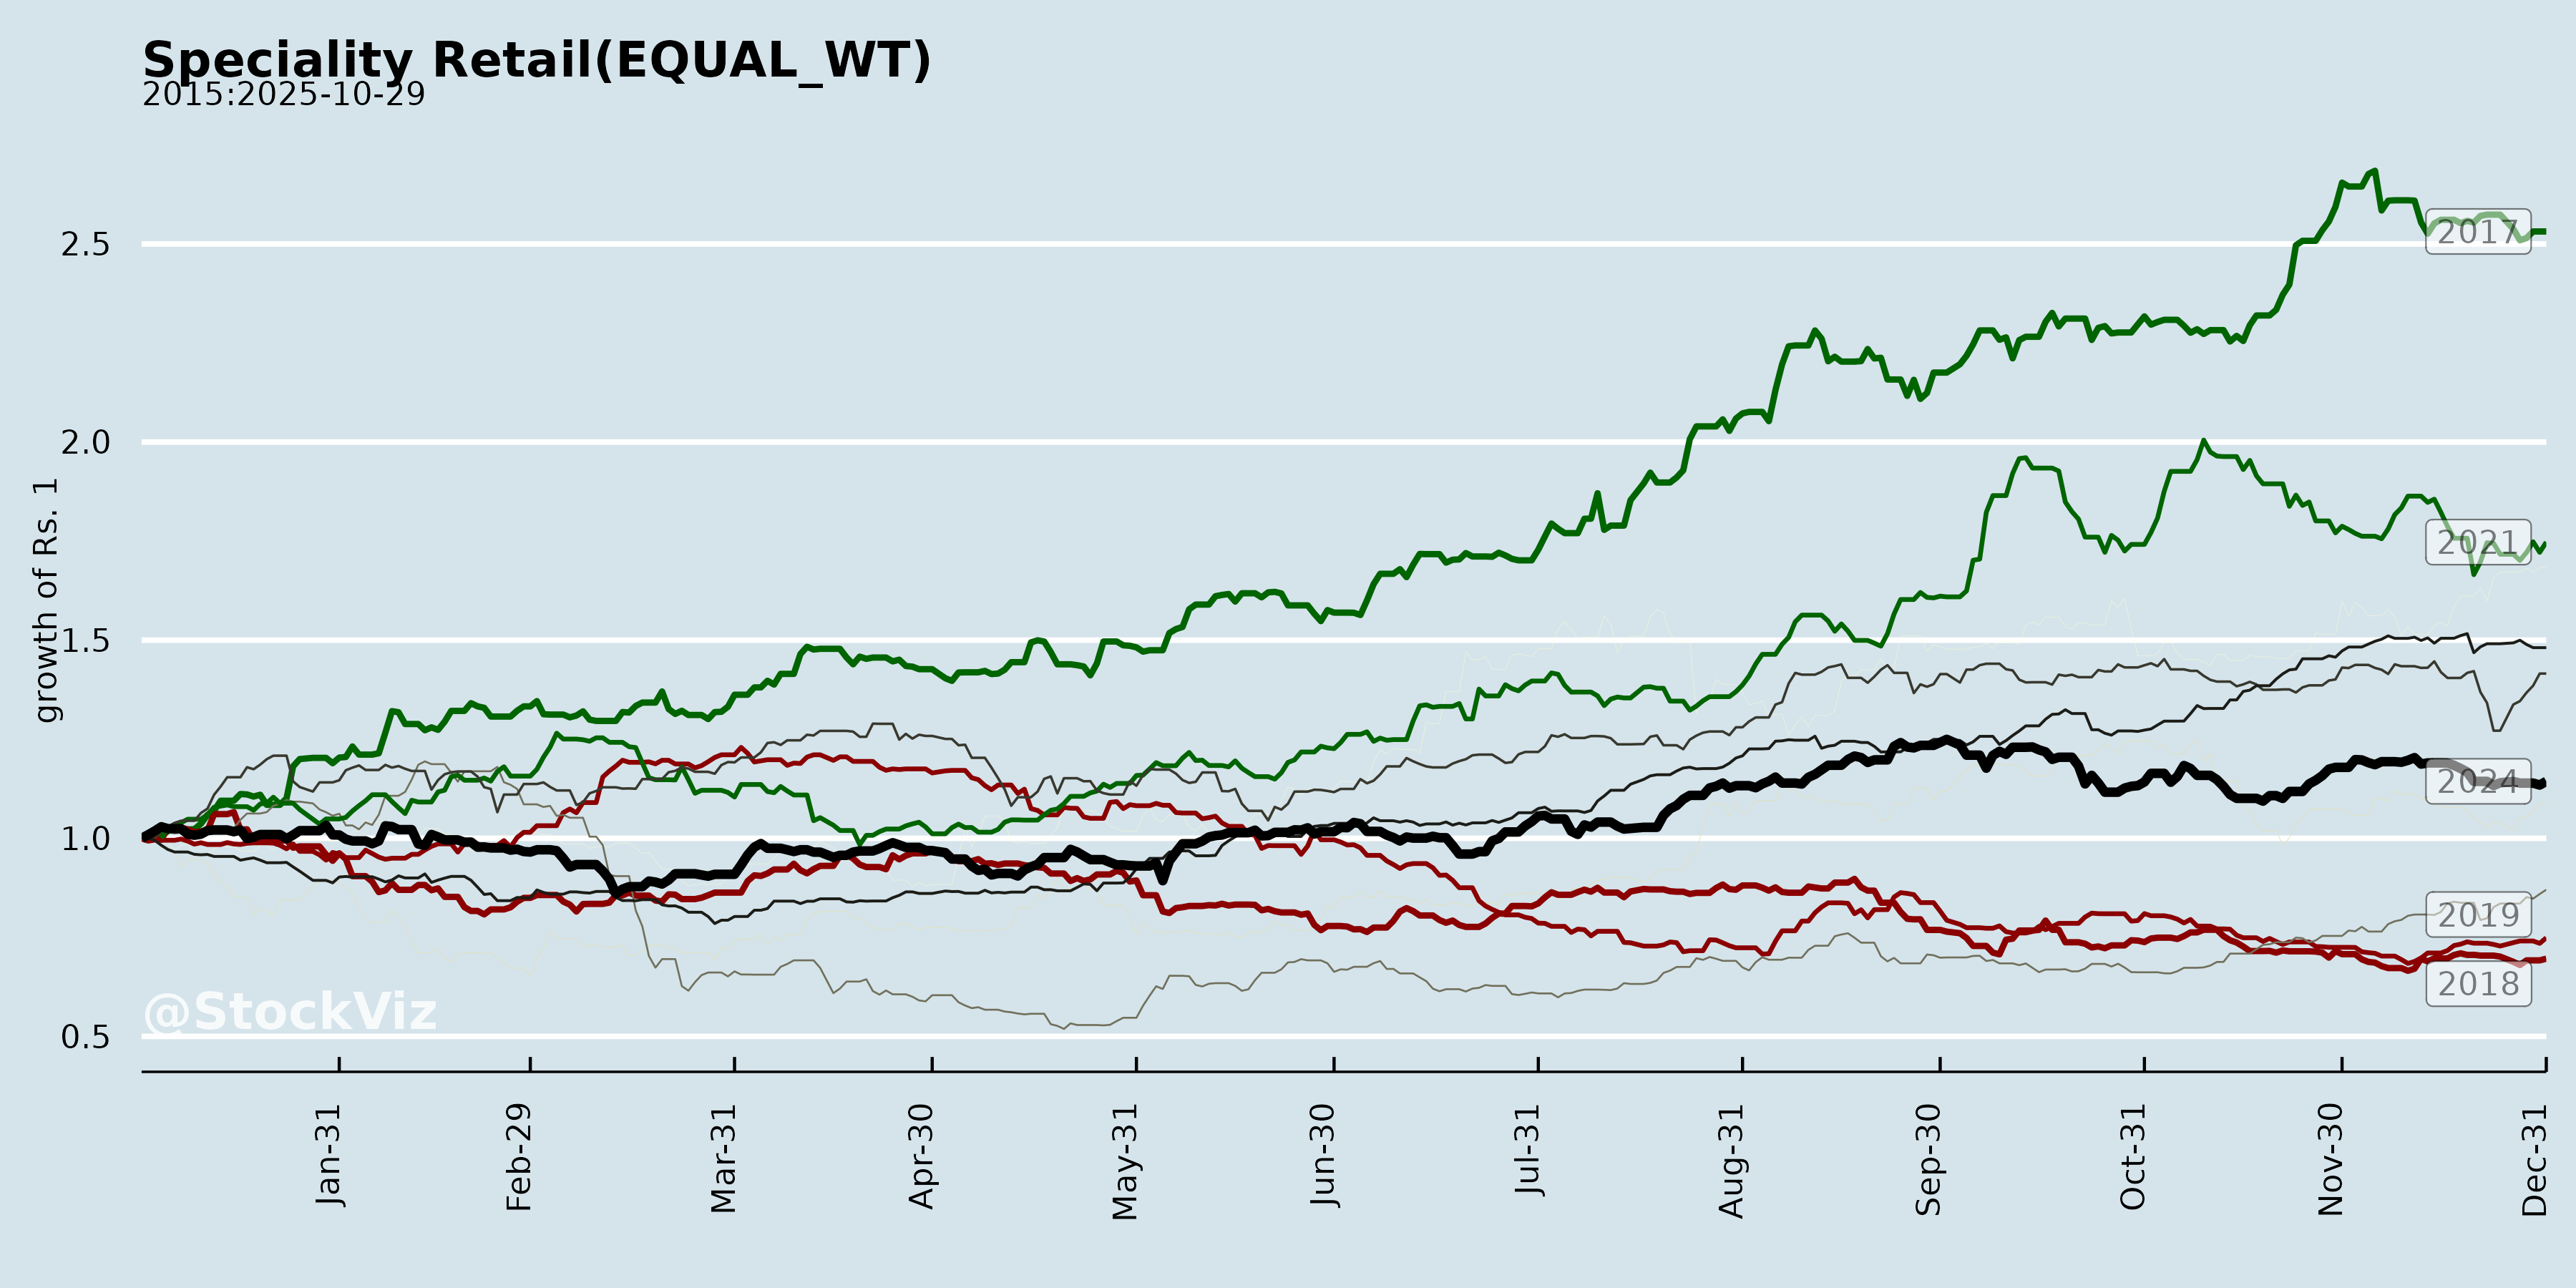 Speciality Retail(EQUAL_WT)
2015:2025-10-29
growth of Rs. 1
2.5
2.0
1.5
1.0
0.5
2017
2021
2024
2019
2018
@StockViz
Jan-31
Feb-29
Mar-31
Apr-30
May-31
Jun-30
Jul-31
Aug-31
Sep-30
Oct-31
Nov-30
Dec-31